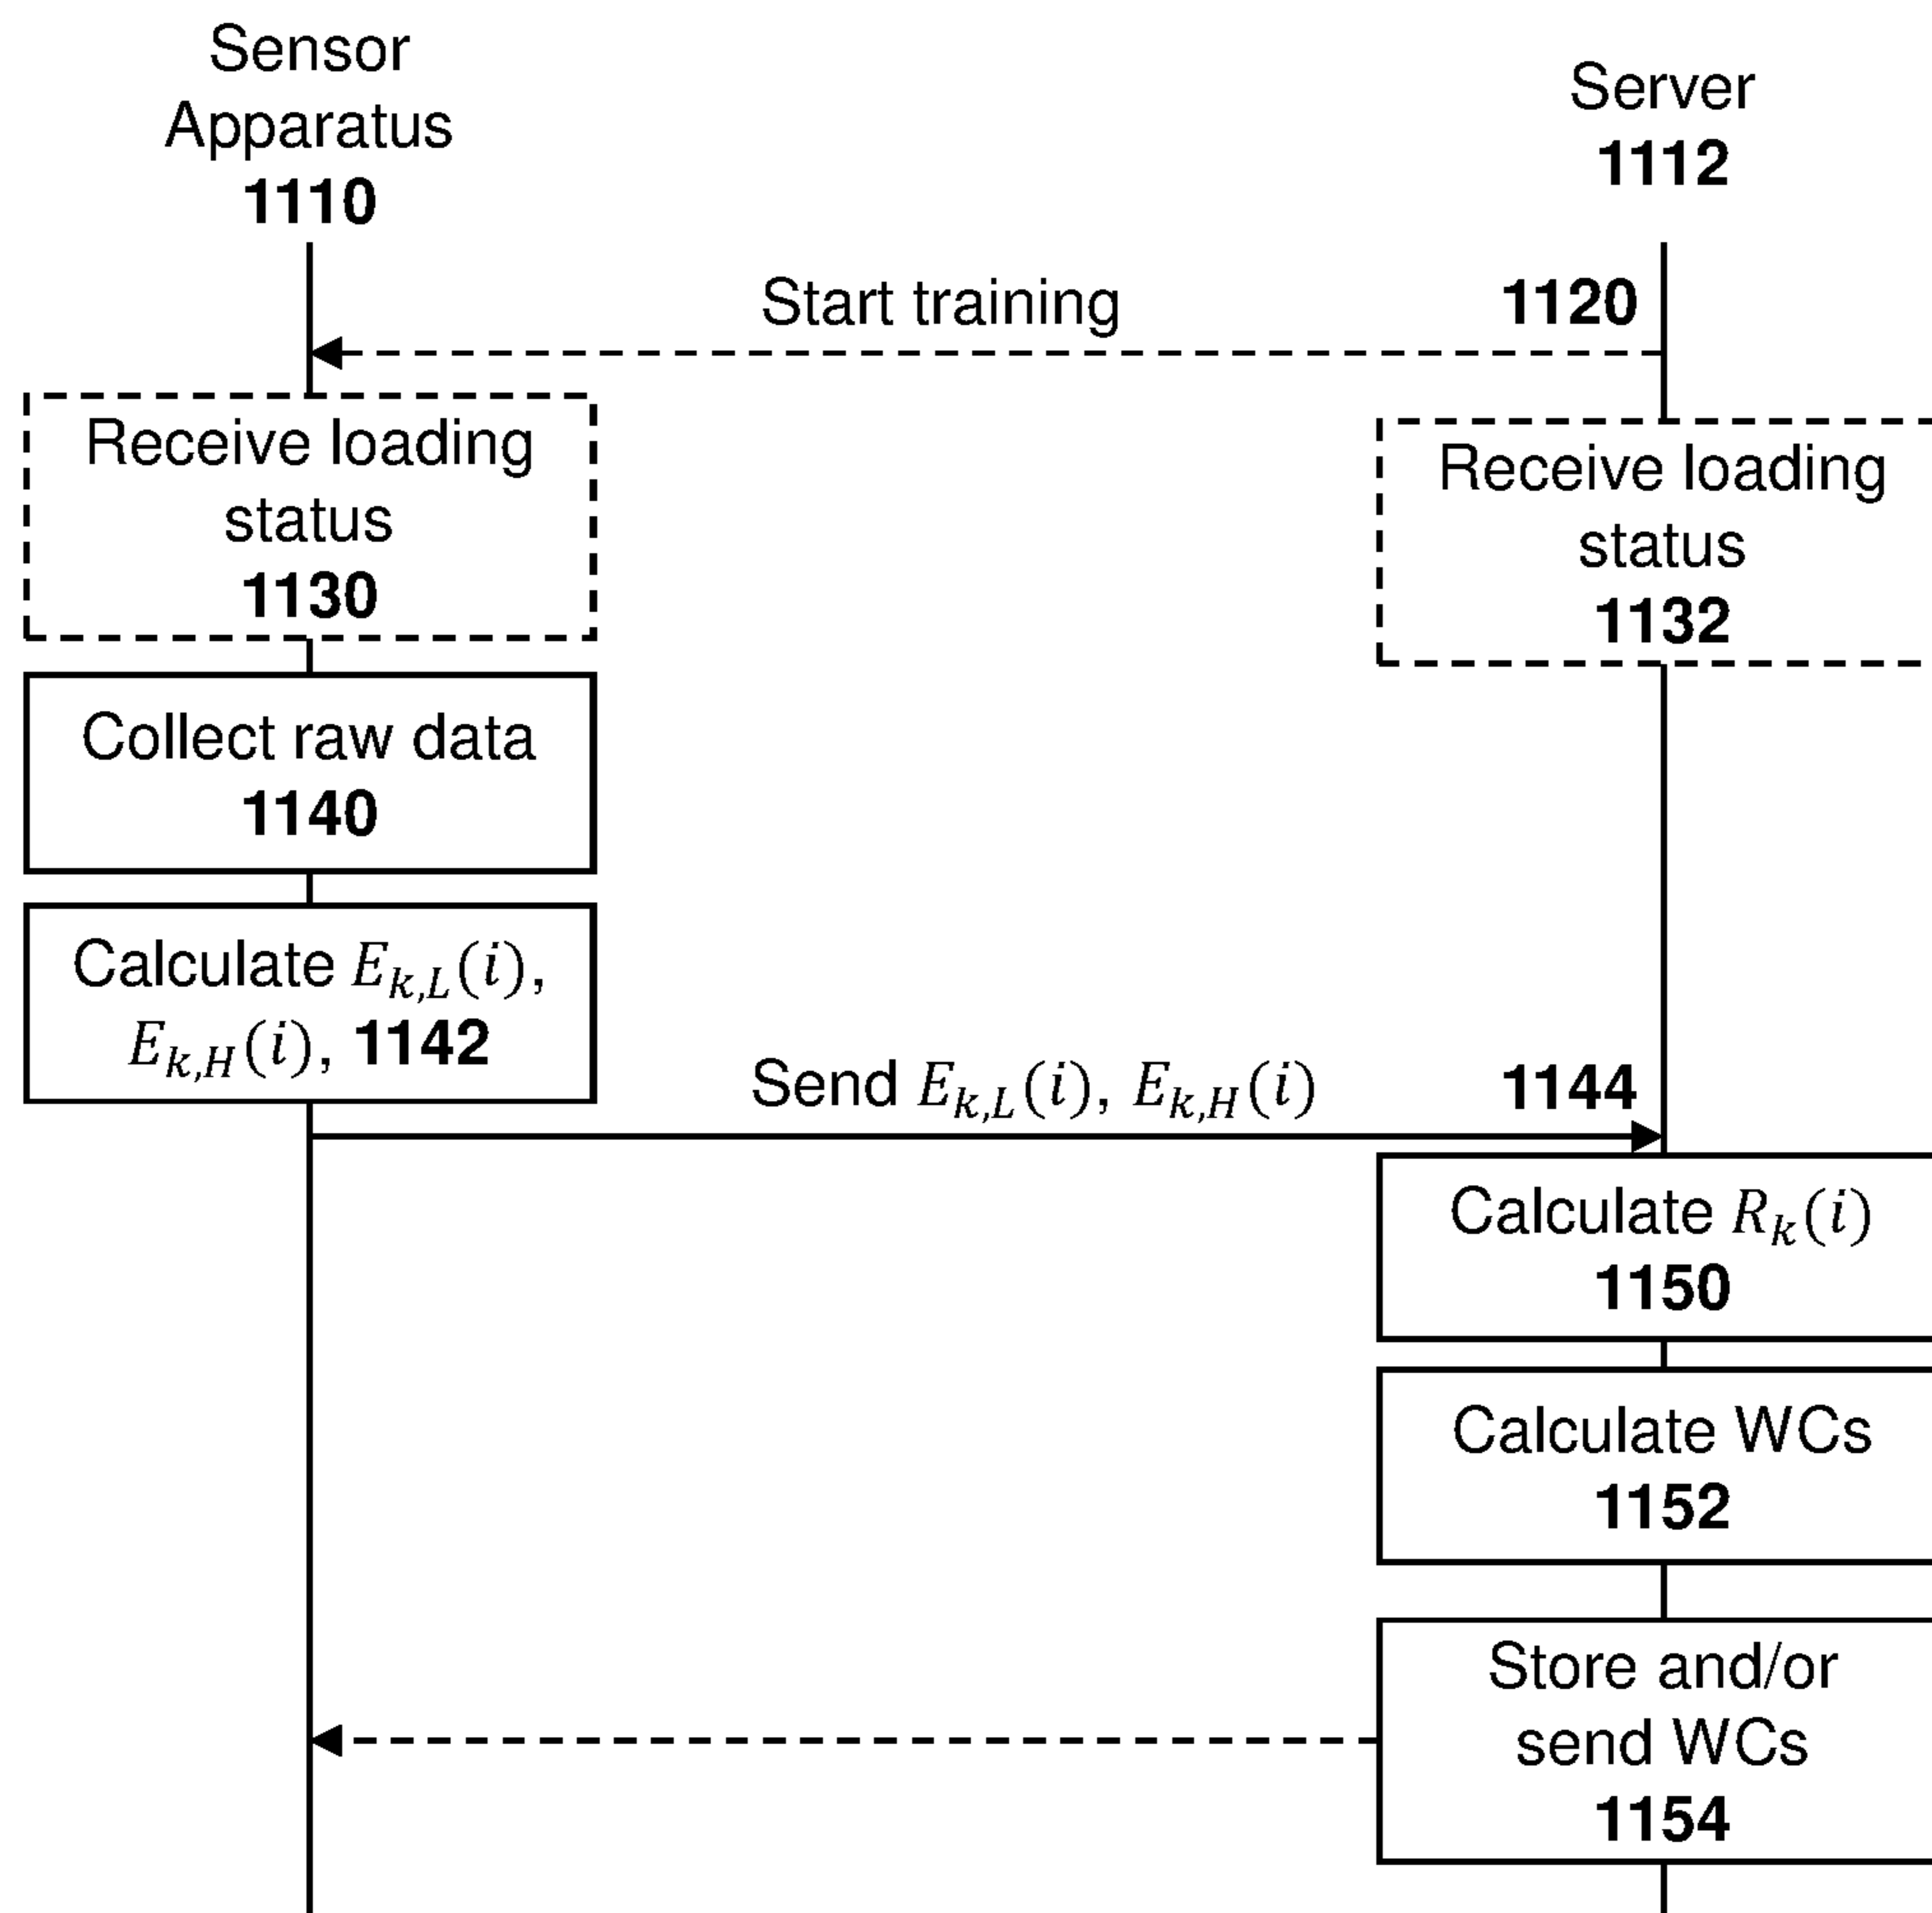 Sensor
Apparatus
1110
Server
1112
Start training
1120
Receive loading
status
1130
Receive loading
status
1132
Collect raw data
1140
Calculate E_{k,L}(i),
E_{k,H}(i), 1142
Send E_{k,L}(i), E_{k,H}(i)
1144
Calculate R_k(i)
1150
Calculate WCs
1152
Store and/or
send WCs
1154